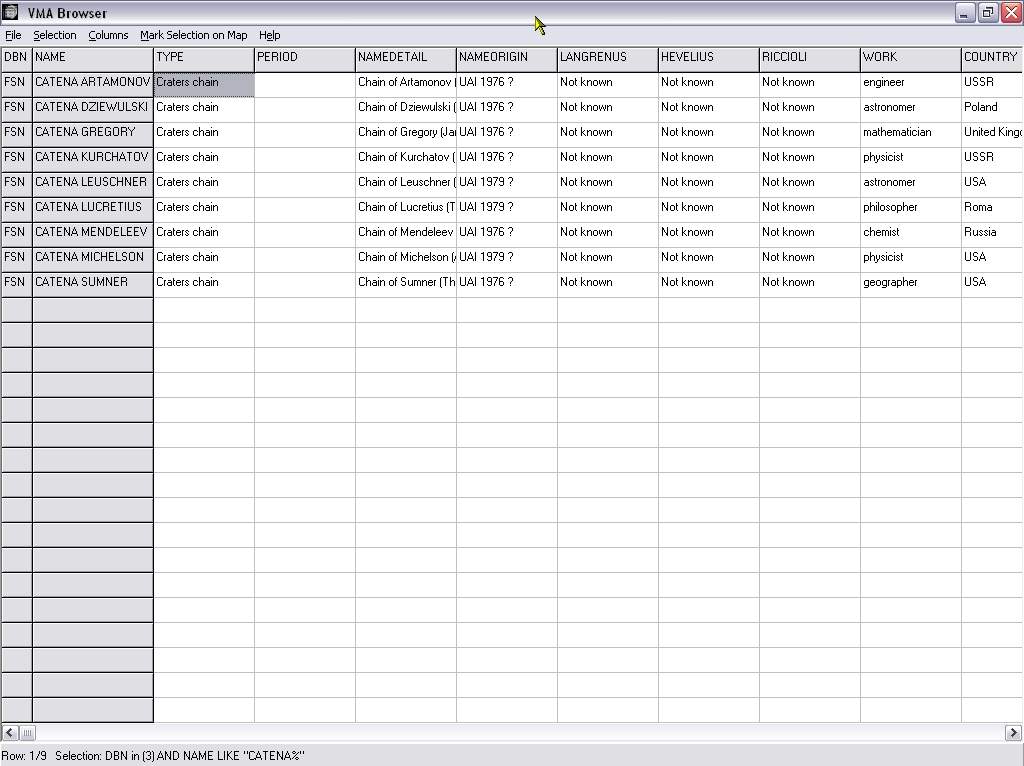 VMA Browser
File Selection Columns Mark Selection on Map Help
DBN NAME TYPE PERIOD NAMEDETAIL NAMEORIGIN LANGRENUS HEVELIUS RICCIOLI WORK COUNTRY
FSN CATENA ARTAMONOV Craters chain Chain of Artamonov ( UAI 1976 ? Not known Not known Not known engineer USSR
FSN CATENA DZIEWULSKI Craters chain Chain of Dziewulski ( UAI 1976 ? Not known Not known Not known astronomer Poland
FSN CATENA GREGORY Craters chain Chain of Gregory (Jar UAI 1976 ? Not known Not known Not known mathematician United Kingd
FSN CATENA KURCHATOV Craters chain Chain of Kurchatov ( UAI 1976 ? Not known Not known Not known physicist USSR
FSN CATENA LEUSCHNER Craters chain Chain of Leuschner ( UAI 1979 ? Not known Not known Not known astronomer USA
FSN CATENA LUCRETIUS Craters chain Chain of Lucretius (T UAI 1979 ? Not known Not known Not known philosopher Roma
FSN CATENA MENDELEEV Craters chain Chain of Mendeleev UAI 1976 ? Not known Not known Not known chemist Russia
FSN CATENA MICHELSON Craters chain Chain of Michelson (A UAI 1979 ? Not known Not known Not known physicist USA
FSN CATENA SUMNER Craters chain Chain of Sumner (Th UAI 1976 ? Not known Not known Not known geographer USA
Row: 1/9 Selection: DBN in (3) AND NAME LIKE "CATENA%"